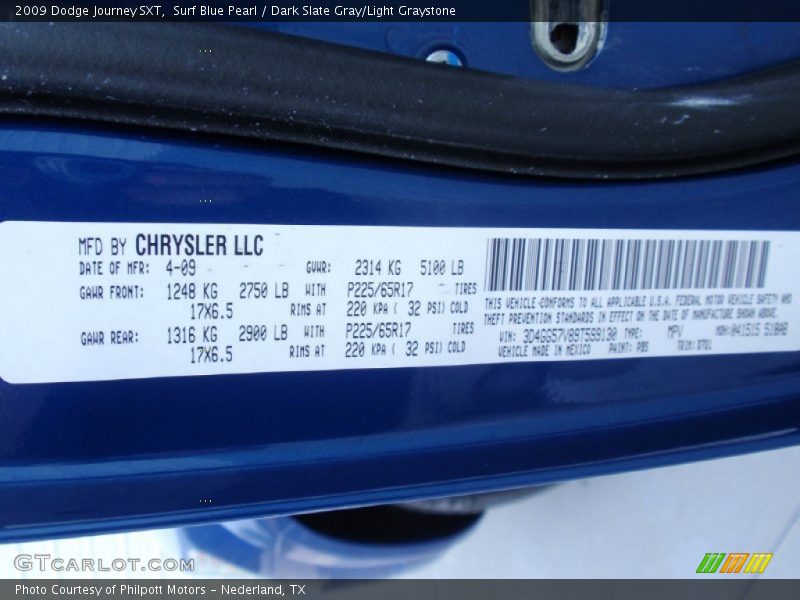 2009 Dodge Journey SXT,  Surf Blue Pearl / Dark Slate Gray/Light Graystone
MFD BY CHRYSLER LLC
DATE OF MFR: 4-09 GVWR: 2314 KG 5100 LB
GAWR FRONT: 1248 KG 2750 LB WITH P225/65R17 TIRES
17X6.5 RIMS AT 220 KPA ( 32 PSI) COLD
GAWR REAR: 1316 KG 2900 LB WITH P225/65R17 TIRES
17X6.5 RIMS AT 220 KPA ( 32 PSI) COLD
THIS VEHICLE CONFORMS TO ALL APPLICABLE U.S.A. FEDERAL MOTOR VEHICLE SAFETY AND
THEFT PREVENTION STANDARDS IN EFFECT ON THE DATE OF MANUFACTURE SHOWN ABOVE.
VIN: 3D4GG57V89T559130 TYPE: MPV MDH:041515
VEHICLE MADE IN MEXICO PAINT: PBS TRIM:
GTCARLOT.COM
Photo Courtesy of Philpott Motors - Nederland, TX